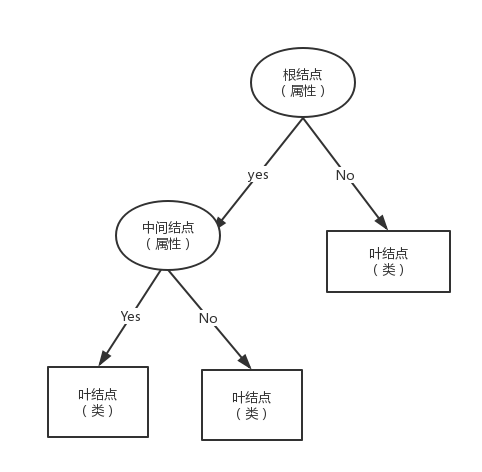 根结点
（属性）
yes
No
中间结点
（属性）
叶结点
（类）
Yes
No
叶结点
（类）
叶结点
（类）